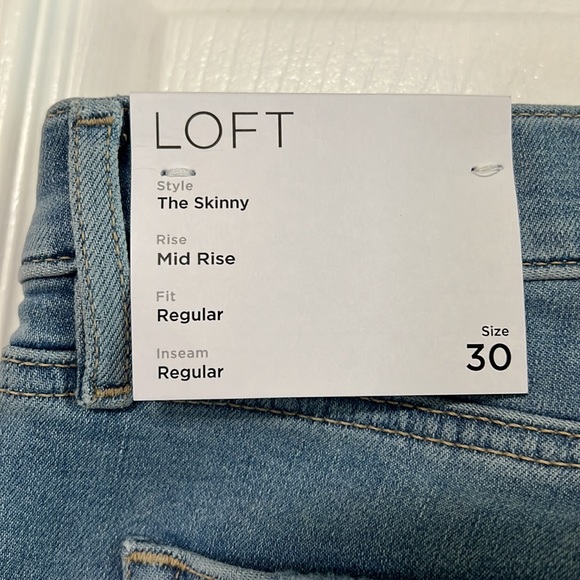 LOFT
Style
The Skinny
Rise
Mid Rise
Fit
Regular
Inseam
Regular
Size
30